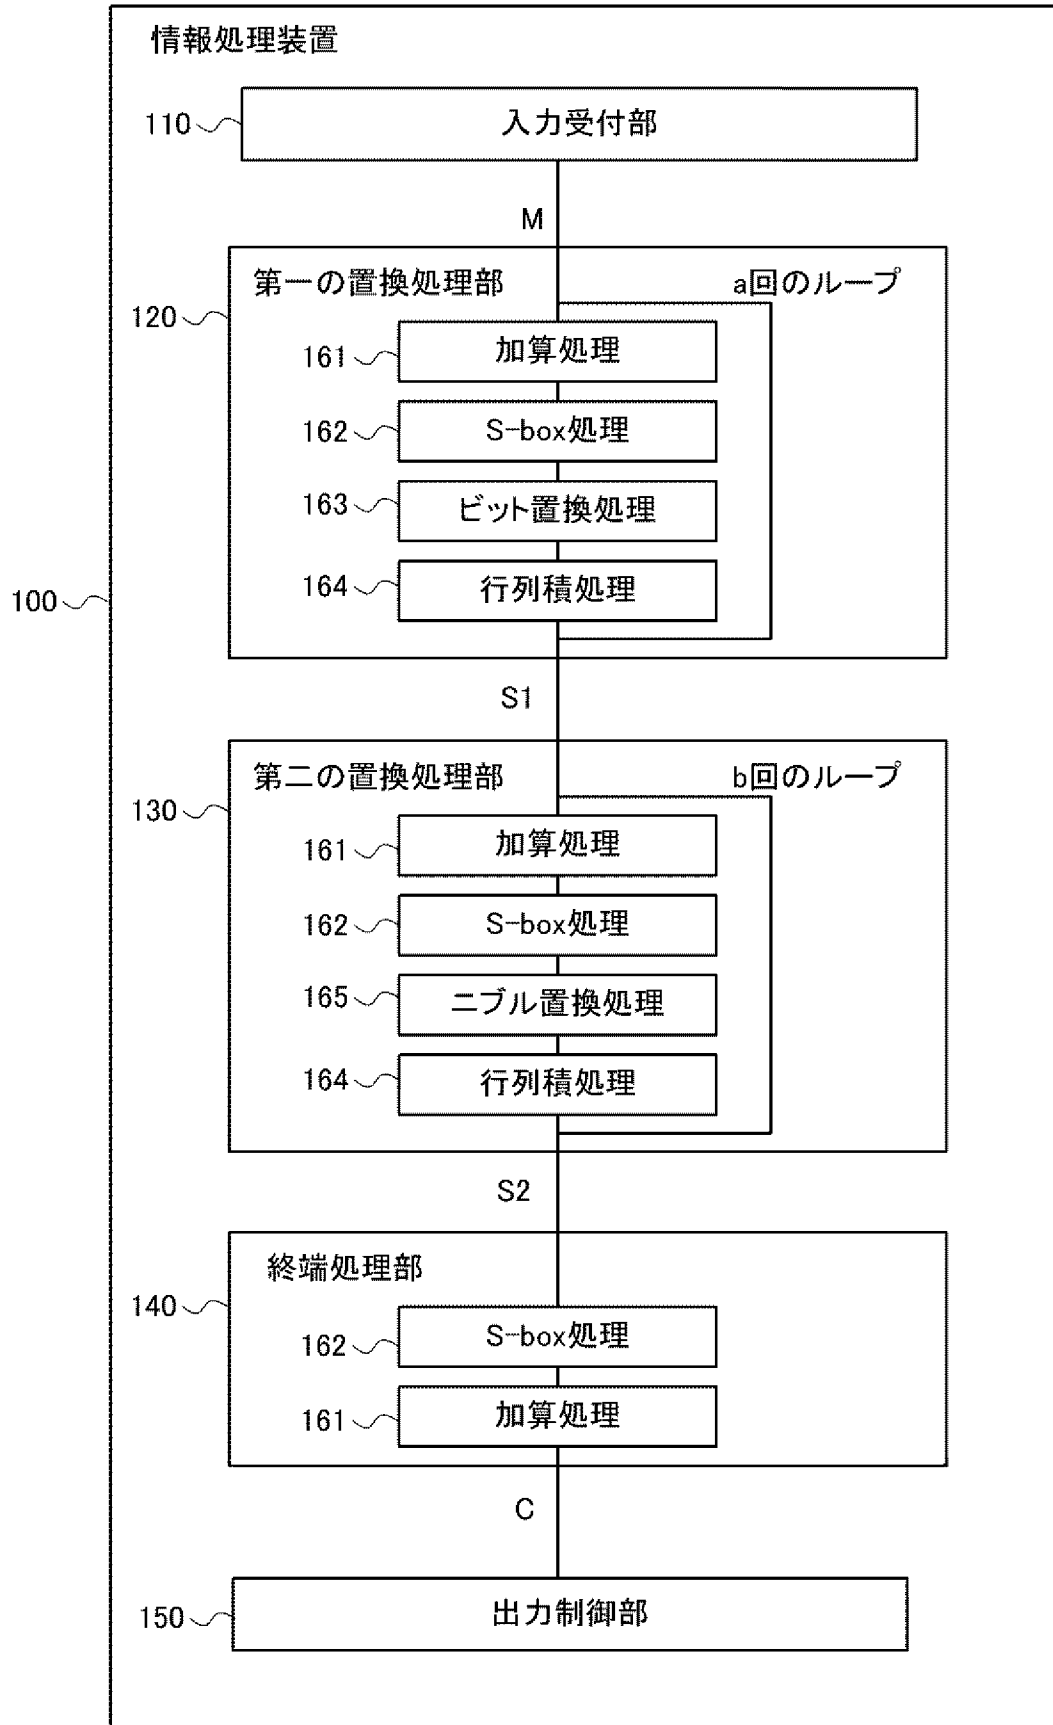 情報処理装置
110
入力受付部
M
第一の置換処理部
a回のループ
120
161
加算処理
162
S-box処理
163
ビット置換処理
164
行列積処理
100
S1
第二の置換処理部
b回のループ
130
161
加算処理
162
S-box処理
165
ニブル置換処理
164
行列積処理
S2
終端処理部
140
162
S-box処理
161
加算処理
C
150
出力制御部